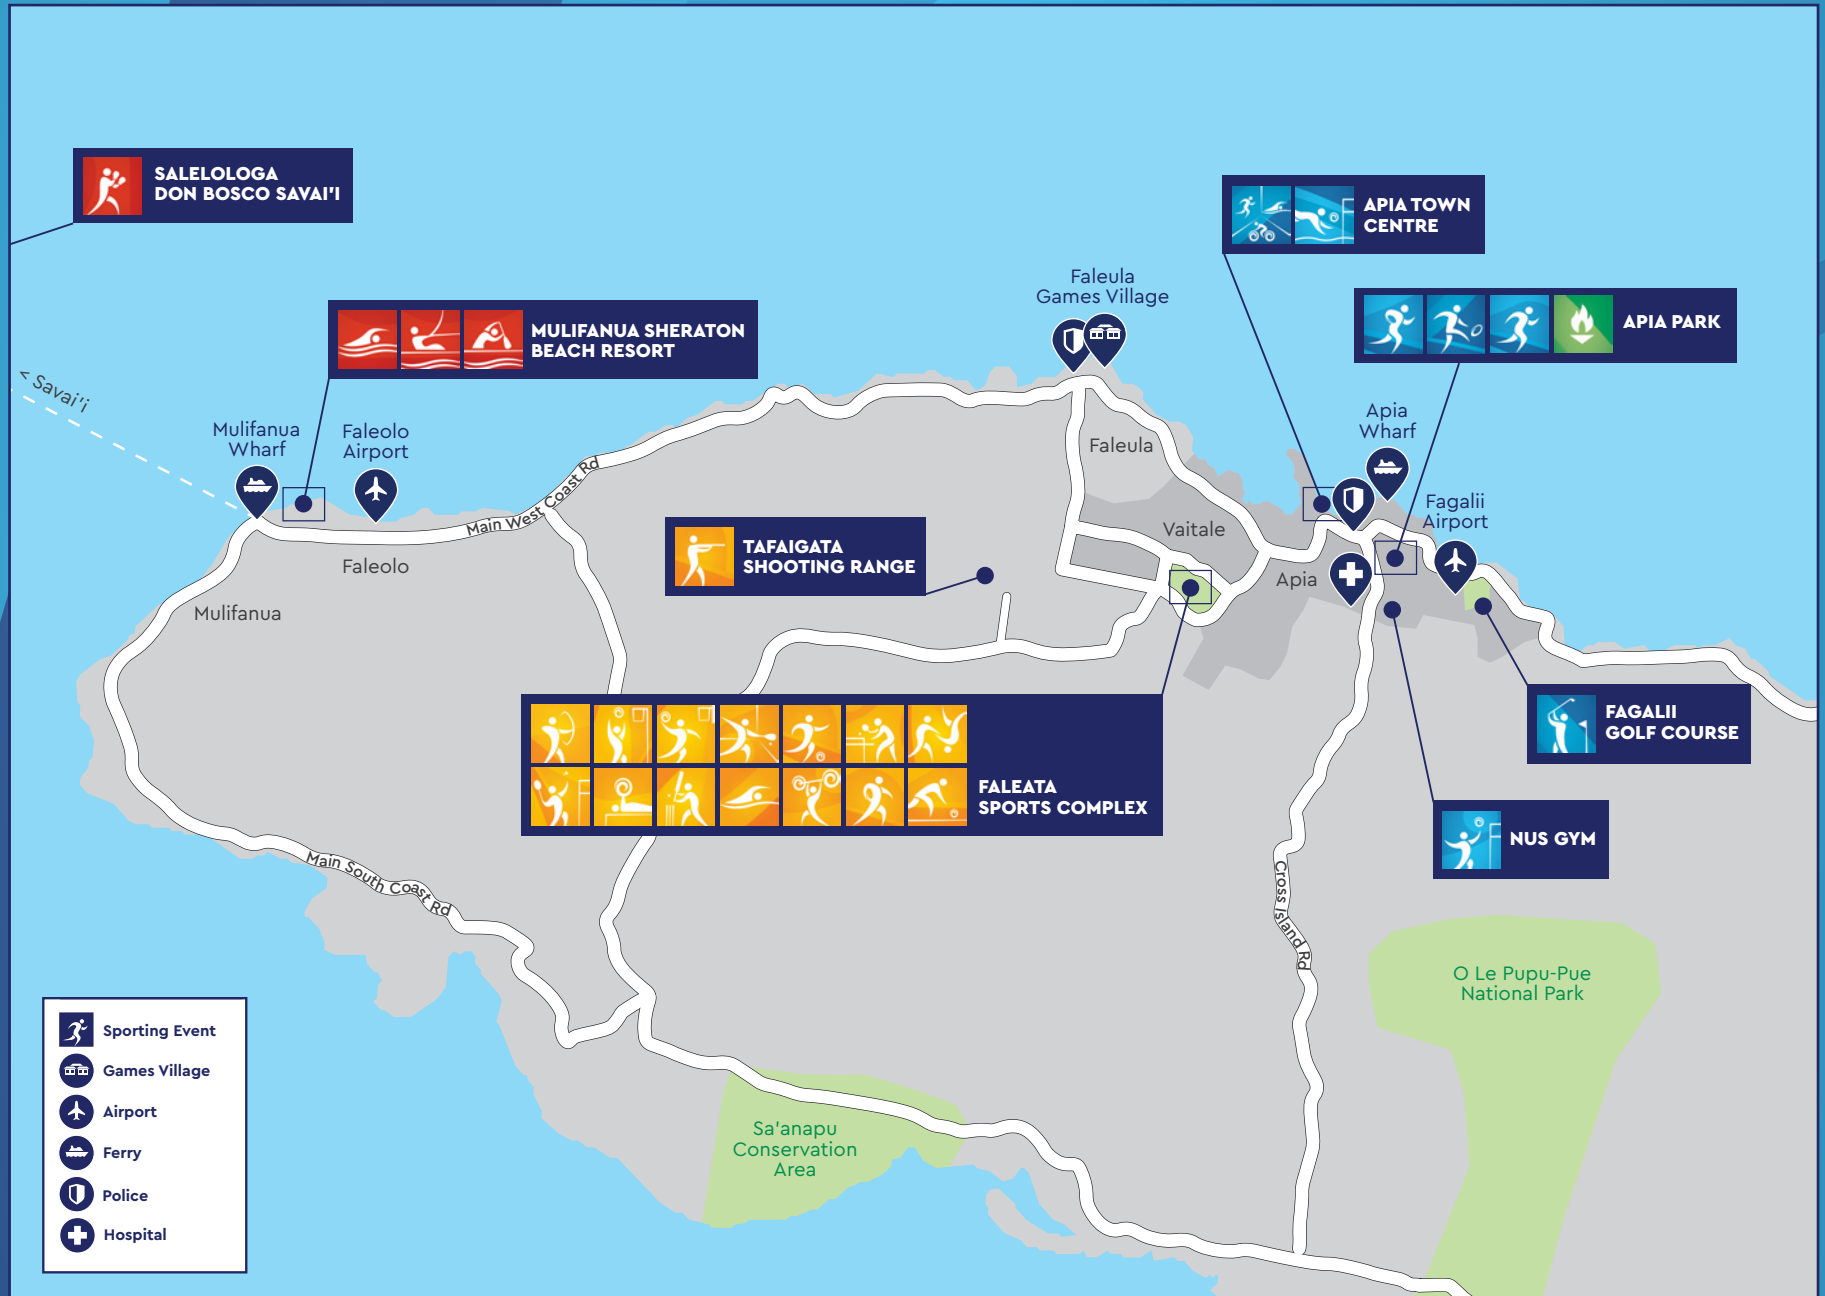 SALELOLOGA
DON BOSCO SAVAI'I
APIA TOWN
CENTRE
Faleula
Games Village
APIA PARK
MULIFANUA SHERATON
BEACH RESORT
< Savai'i
Mulifanua
Wharf
Faleolo
Airport
Apia
Wharf
Faleula
Main West Coast Rd
Fagalii
Airport
Vaitale
TAFAIGATA
SHOOTING RANGE
Faleolo
Apia
Mulifanua
FAGALII
GOLF COURSE
FALEATA
SPORTS COMPLEX
NUS GYM
Main South Coast Rd
Cross Island Rd
O Le Pupu-Pue
National Park
Sporting Event
Games Village
Airport
Ferry
Police
Hospital
Sa'anapu
Conservation
Area